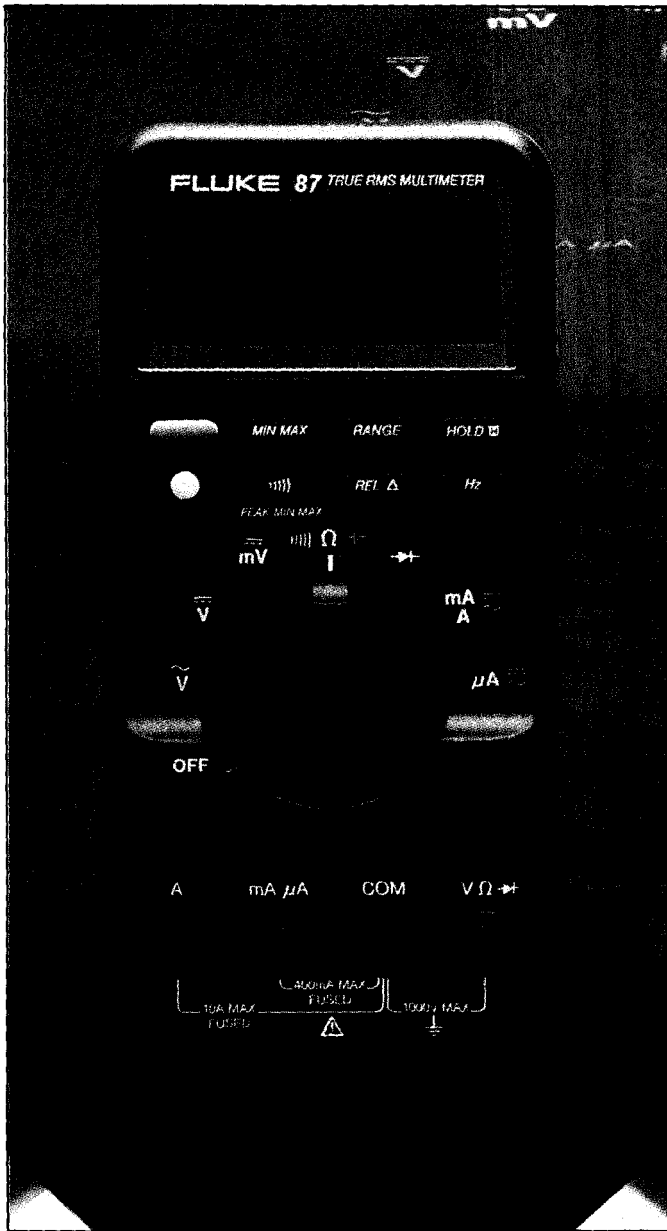 mV
V
FLUKE 87 TRUE RMS MULTIMETER
MIN MAX RANGE HOLD H
REL Δ Hz
PEAK MIN MAX
mV Ω
V
mA
A
V
µA
OFF
A mA µA COM V Ω
400mA MAX
FUSED
10A MAX
FUSED
1000V MAX